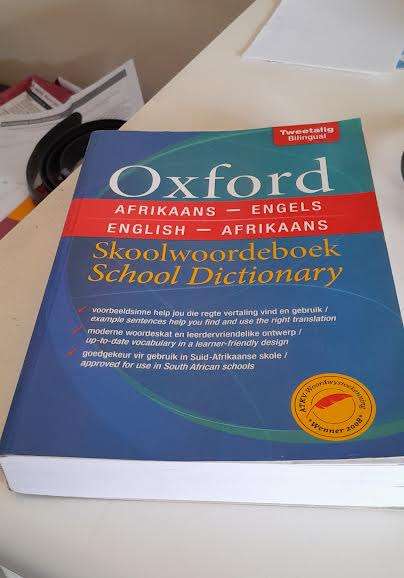 Tweetalig
Bilingual
Oxford
AFRIKAANS — ENGELS
ENGLISH — AFRIKAANS
Skoolwoordeboek
School Dictionary
voorbeeldsinne help jou die regte vertaling vind en gebruik /
example sentences help you find and use the right translation
moderne woordeskat en leerdervriendelike ontwerp /
up-to-date vocabulary in a learner-friendly design
goedgekeur vir gebruik in Suid-Afrikaanse skole /
approved for use in South African schools
ATKV-Woordwystoekenning
Winner 2008